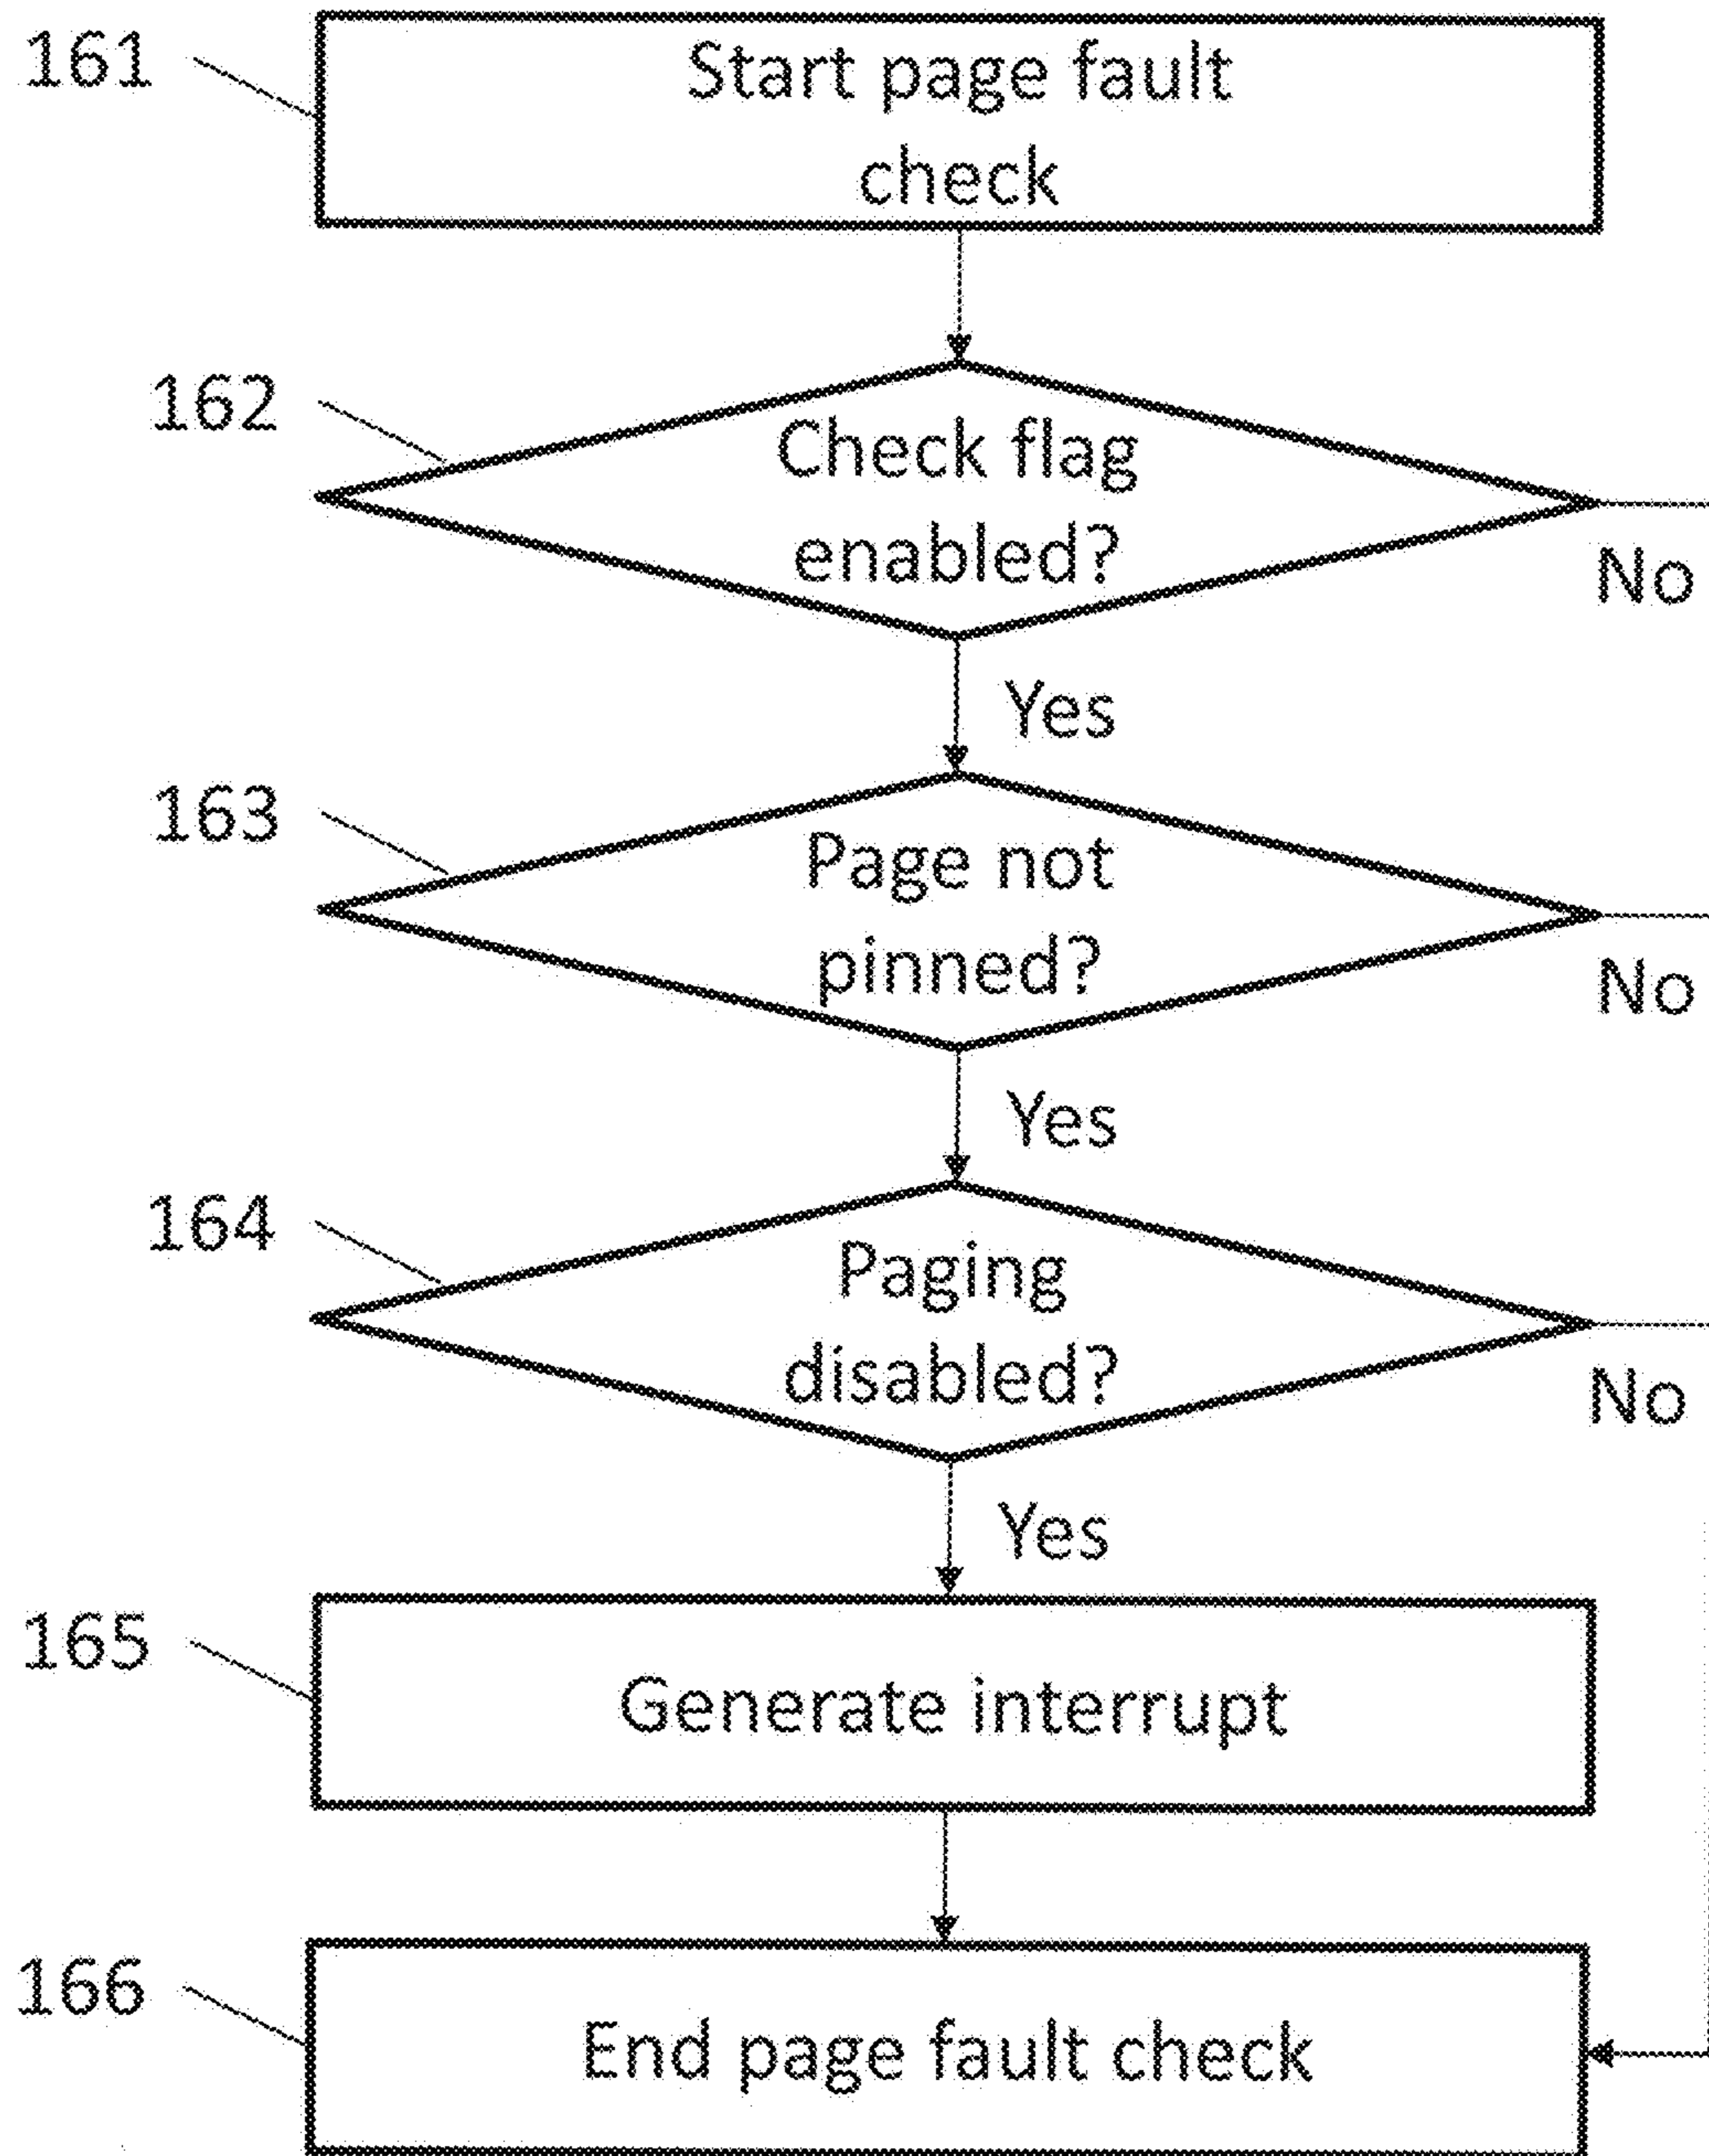 161
Start page fault
check
162
Check flag
enabled?
No
Yes
163
Page not
pinned?
No
Yes
164
Paging
disabled?
No
Yes
165
Generate interrupt
166
End page fault check